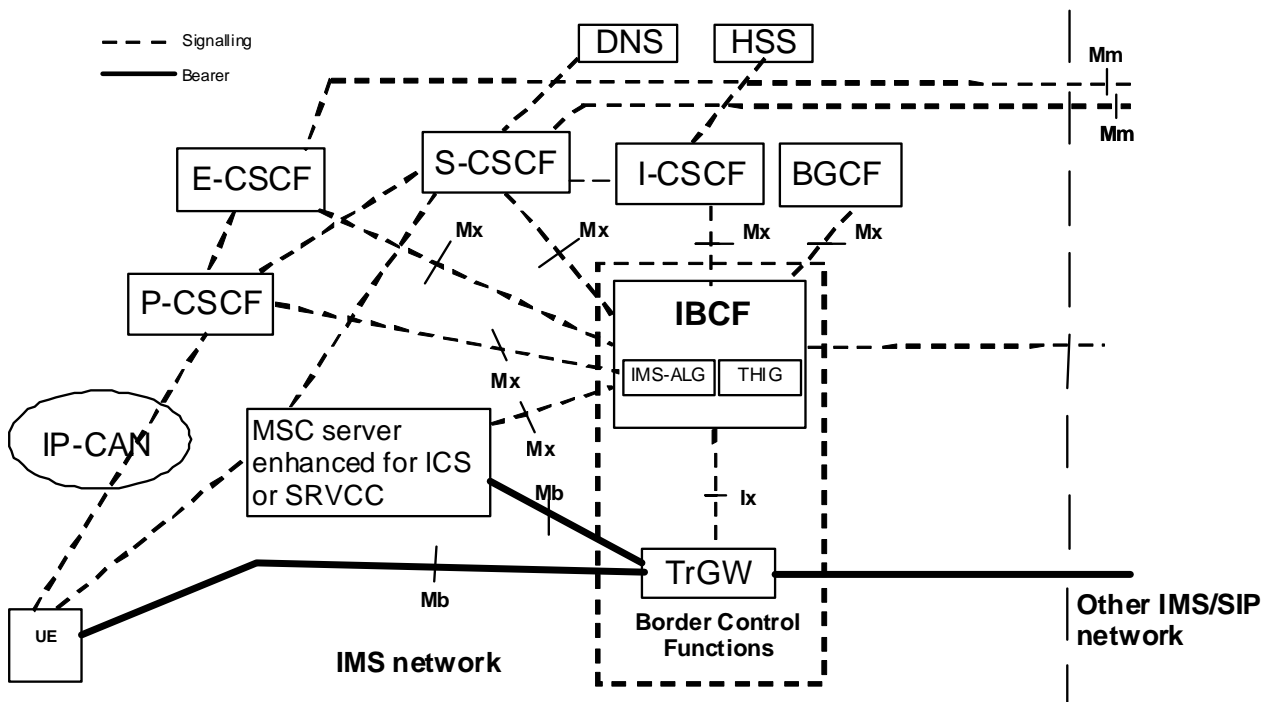 Signalling
Bearer
DNS
HSS
Mm
Mm
E-CSCF
S-CSCF
I-CSCF
BGCF
Mx
Mx
Mx
Mx
P-CSCF
IBCF
IMS-ALG
THIG
Mx
Mx
IP-CAN
MSC server
enhanced for ICS
or SRVCC
Mb
Ix
TrGW
Mb
Border Control
Functions
Other IMS/SIP
network
UE
IMS network